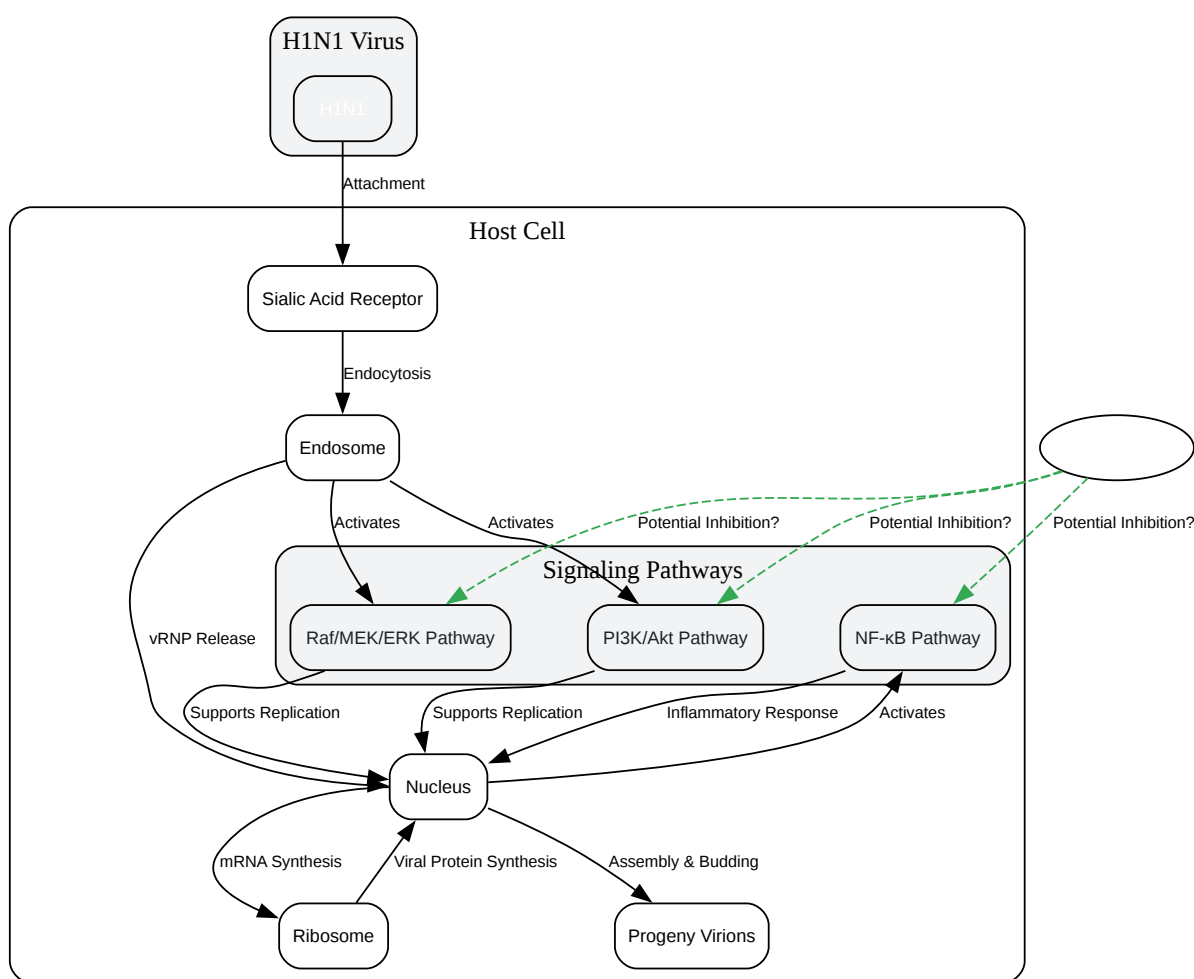 H1N1 Virus
H1N1
Attachment
Host Cell
Sialic Acid Receptor
Endocytosis
Endosome
Activates
Activates
Potential Inhibition?
Potential Inhibition?
Potential Inhibition?
Signaling Pathways
vRNP Release
Raf/MEK/ERK Pathway
PI3K/Akt Pathway
NF-κB Pathway
Supports Replication
Supports Replication
Inflammatory Response
Activates
Nucleus
mRNA Synthesis
Viral Protein Synthesis
Assembly & Budding
Ribosome
Progeny Virions